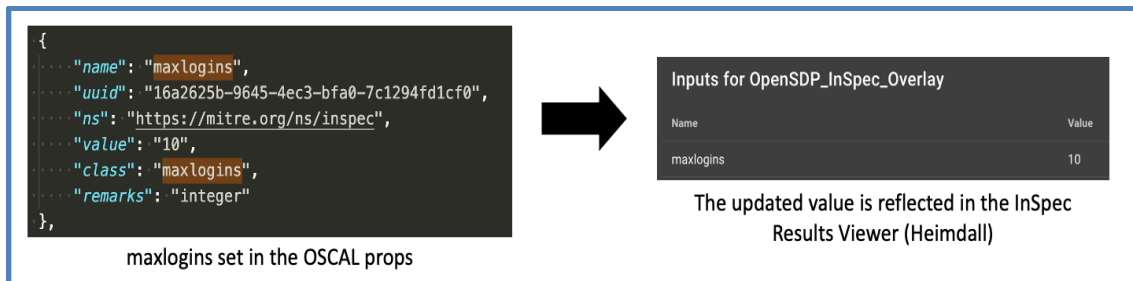 {
"name": "maxlogins",
"uuid": "16a2625b-9645-4ec3-bfa0-7c1294fd1cf0",
"ns": "https://mitre.org/ns/inspec",
"value": "10",
"class": "maxlogins",
"remarks": "integer"
},
maxlogins set in the OSCAL props
Inputs for OpenSDP_InSpec_Overlay
Name Value
maxlogins 10
The updated value is reflected in the InSpec
Results Viewer (Heimdall)